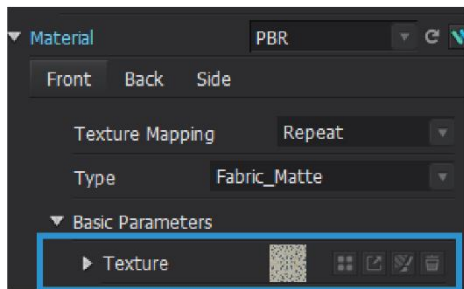 Material PBR
Front Back Side
Texture Mapping Repeat
Type Fabric_Matte
Basic Parameters
Texture